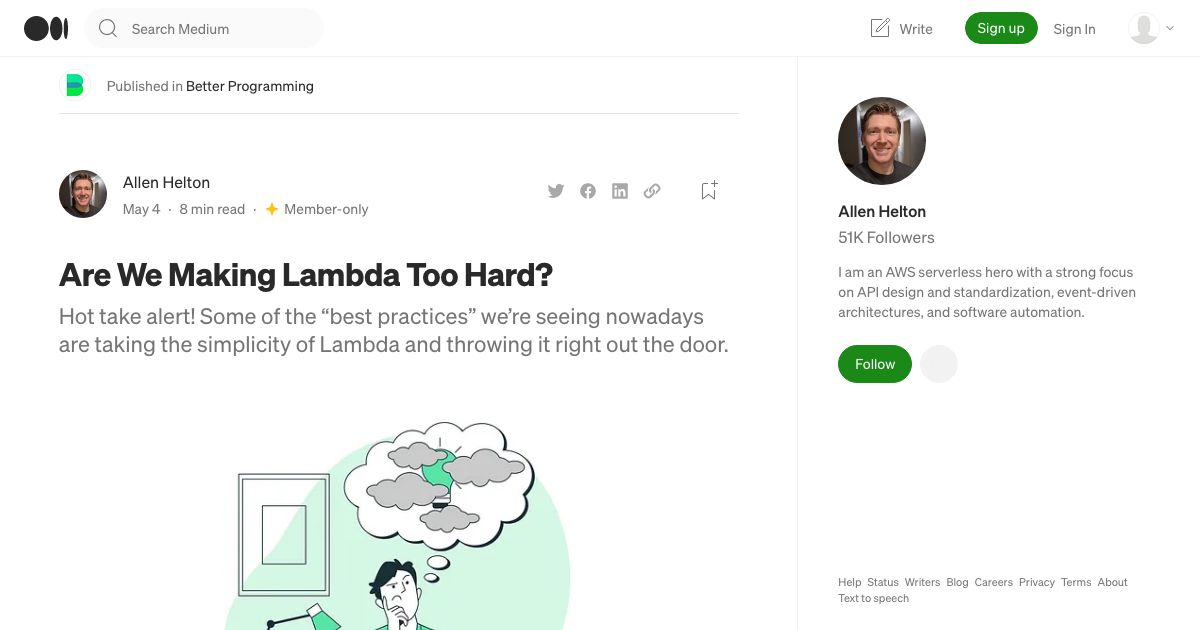 Search Medium
Write
Sign up
Sign In
Published in Better Programming
Allen Helton
May 4 · 8 min read · Member-only
Are We Making Lambda Too Hard?
Hot take alert! Some of the “best practices” we’re seeing nowadays
are taking the simplicity of Lambda and throwing it right out the door.
Allen Helton
51K Followers
I am an AWS serverless hero with a strong focus
on API design and standardization, event-driven
architectures, and software automation.
Follow
Help Status Writers Blog Careers Privacy Terms About
Text to speech